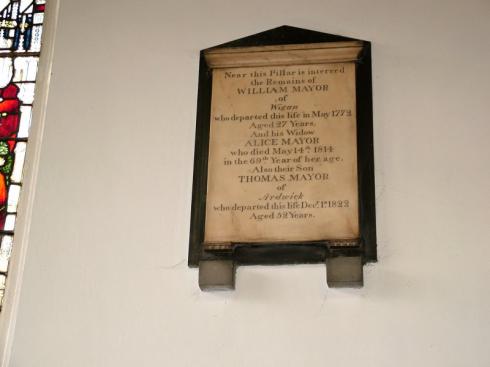 Near this Pillar is interred
the Remains of
WILLIAM MAYOR
of
Wigan
who departed this life in May 1772
Aged 27 Years.
And his Widow
ALICE MAYOR
who died May 14th. 1814
in the 69th Year of her age.
Also their Son
THOMAS MAYOR
of
Ardwick
who departed this life Decr. 1st. 1822
Aged 52 Years.